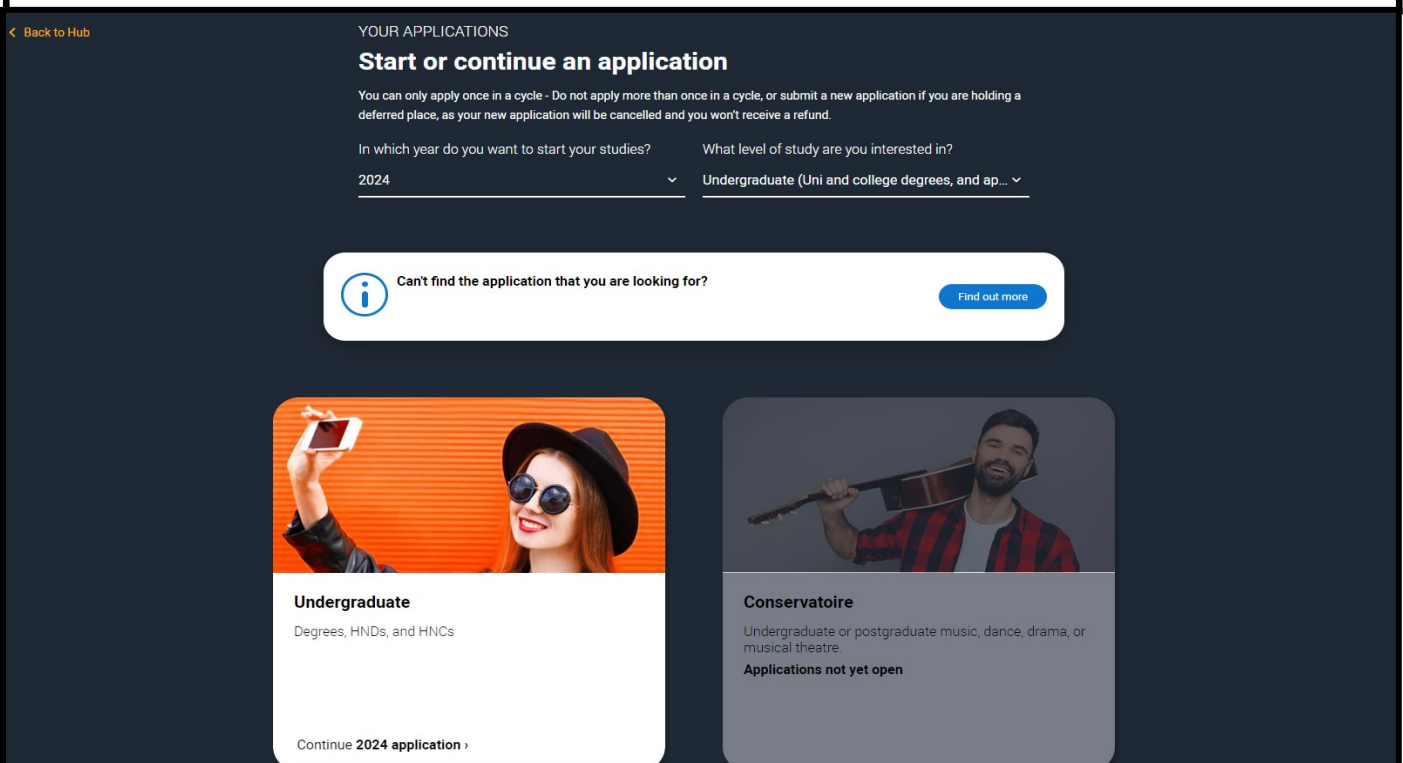 Back to Hub
YOUR APPLICATIONS
Start or continue an application
You can only apply once in a cycle - Do not apply more than once in a cycle, or submit a new application if you are holding a
deferred place, as your new application will be cancelled and you won't receive a refund.
In which year do you want to start your studies?
What level of study are you interested in?
2024
Undergraduate (Uni and college degrees, and ap...
Can't find the application that you are looking for?
Find out more
Undergraduate
Degrees, HNDs, and HNCs
Continue 2024 application ›
Conservatoire
Undergraduate or postgraduate music, dance, drama, or
musical theatre.
Applications not yet open